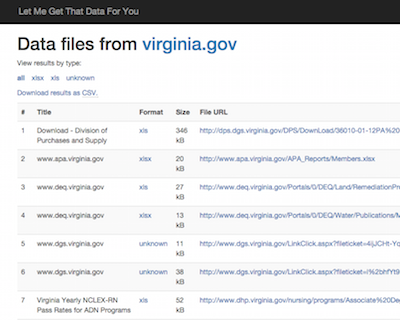 Let Me Get That Data For You
Data files from virginia.gov
View results by type:
all xlsx xls unknown
Download results as CSV.
# Title Format Size File URL
1 Download - Division of Purchases and Supply xls 346 kB http://dps.dgs.virginia.gov/DPS/DownLoad/36010-01-12PA%20
2 www.apa.virginia.gov xlsx 20 kB http://www.apa.virginia.gov/APA_Reports/Members.xlsx
3 www.deq.virginia.gov xls 27 kB http://www.deq.virginia.gov/Portals/0/DEQ/Land/RemediationPr
4 www.deq.virginia.gov xlsx 13 kB http://www.deq.virginia.gov/Portals/0/DEQ/Water/Publications/M
5 www.dgs.virginia.gov unknown 11 kB http://www.dgs.virginia.gov/LinkClick.aspx?fileticket=4ijJCHt-Yq
6 www.dgs.virginia.gov unknown 38 kB http://www.dgs.virginia.gov/LinkClick.aspx?fileticket=i%2bhfYt9
7 Virginia Yearly NCLEX-RN Pass Rates for ADN Programs xls 52 kB http://www.dhp.virginia.gov/nursing/programs/Associate%20De